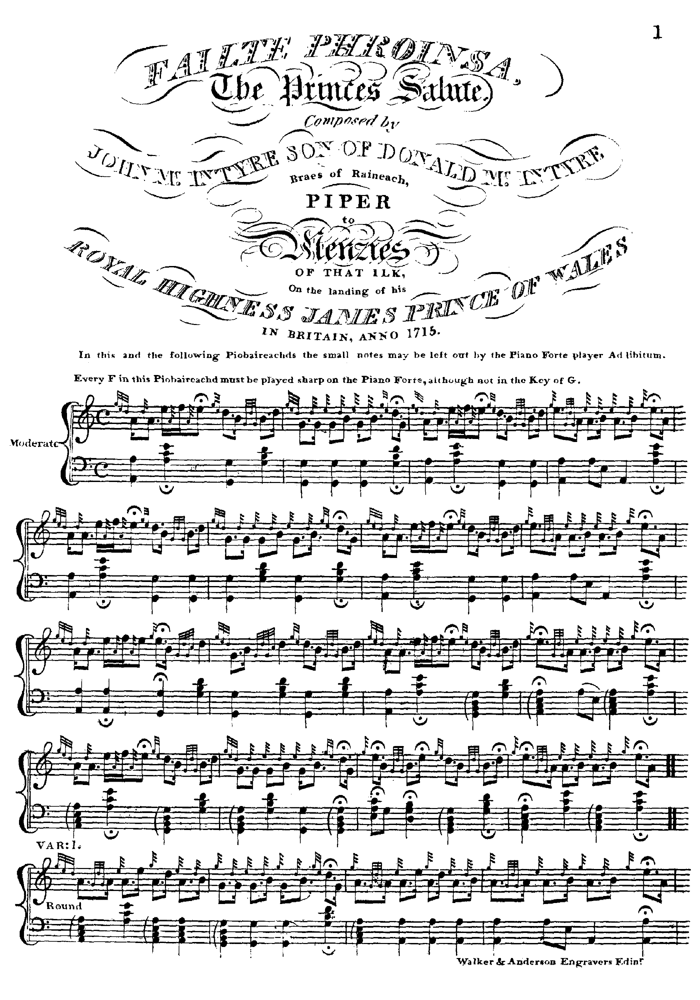 1
FAILTE PHROINSA,
The Princes Salute.
Composed by
JOHN Mc. INTYRE SON OF DONALD Mc. INTYRE
Braes of Raineach,
PIPER
to
Menzies
OF THAT ILK,
On the landing of his
ROYAL HIGHNESS JAMES PRINCE OF WALES
IN BRITAIN, ANNO 1715.
In this and the following Piobaireachds the small notes may be left out by the Piano Forte player Ad libitum.
Every F in this Piobaireachd must be played sharp on the Piano Forte, although not in the Key of G.
Moderate
VAR: 1.
Round
Walker & Anderson Engravers Edinr